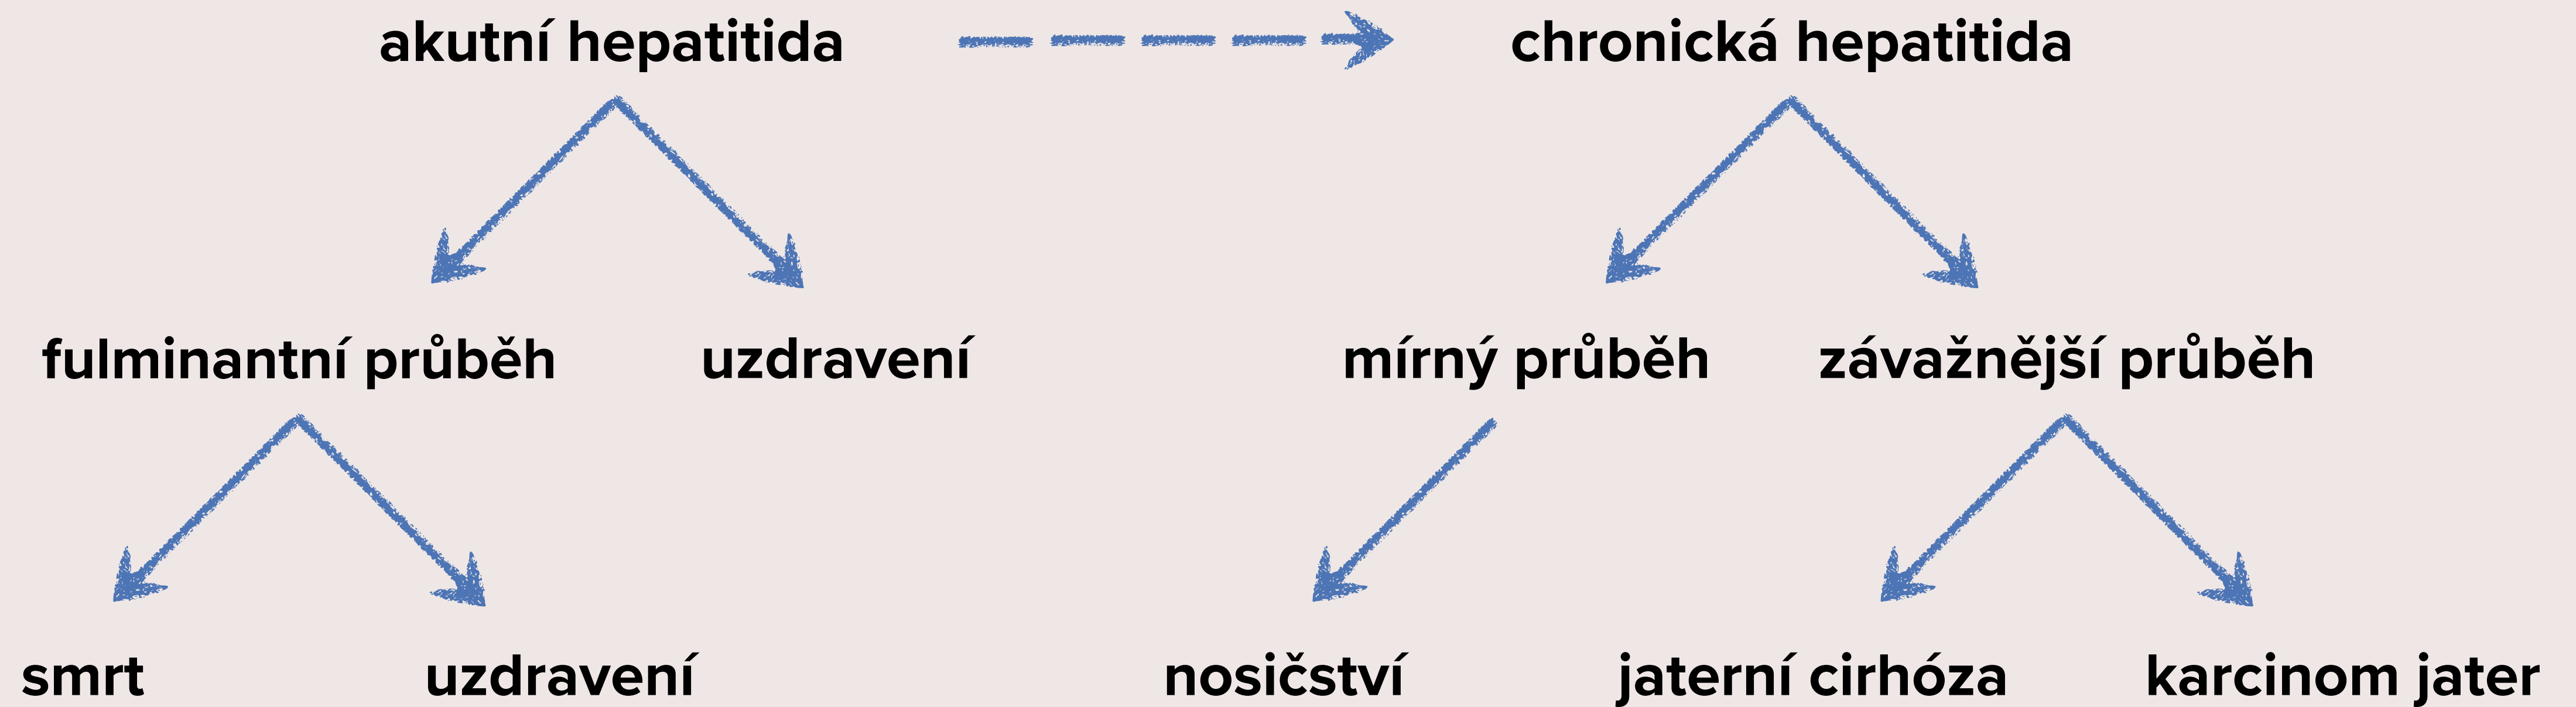 akutní hepatitida
chronická hepatitida
fulminantní průběh
uzdravení
mírný průběh
závažnější průběh
smrt
uzdravení
nosičství
jaterní cirhóza
karcinom jater